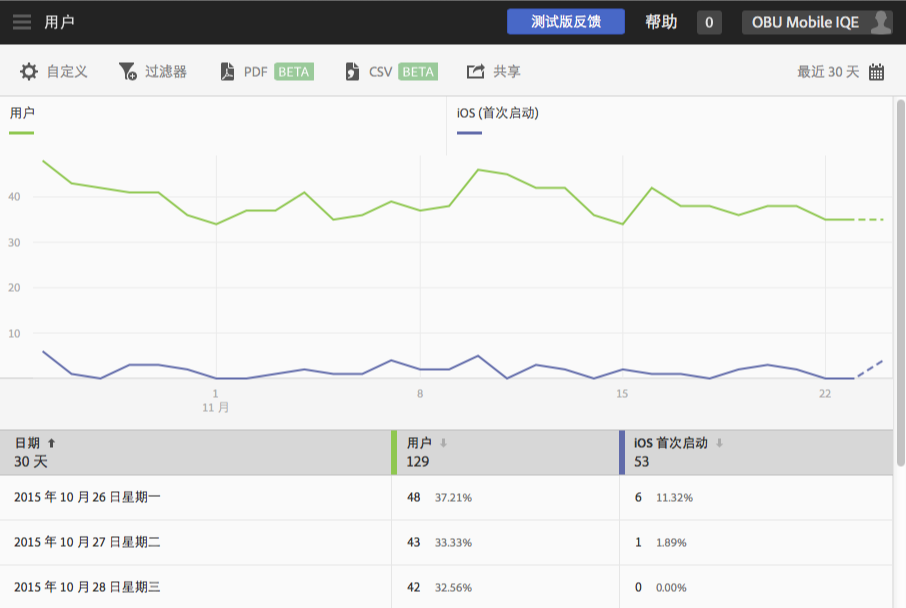 用户 测试版反馈 帮助 0 OBU Mobile IQE
自定义 过滤器 PDF BETA CSV BETA 共享 最近 30 天
用户 iOS (首次启动)
40
30
20
10
1 8 15 22
11 月
日期 用户 iOS 首次启动
30 天 129 53
2015 年 10 月 26 日星期一 48 37.21% 6 11.32%
2015 年 10 月 27 日星期二 43 33.33% 1 1.89%
2015 年 10 月 28 日星期三 42 32.56% 0 0.00%